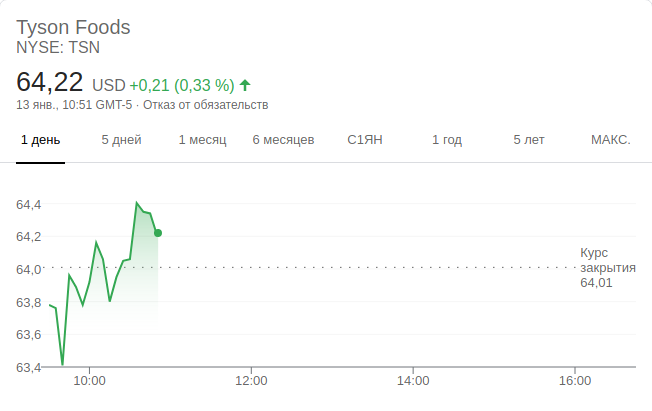 Tyson Foods
NYSE: TSN
64,22 USD +0,21 (0,33 %)
13 янв., 10:51 GMT-5 · Отказ от обязательств
1 день 5 дней 1 месяц 6 месяцев С1ЯН 1 год 5 лет МАКС.
64,4
64,2
Курс
64,0 закрытия
64,01
63,8
63,6
63,4
10:00 12:00 14:00 16:00